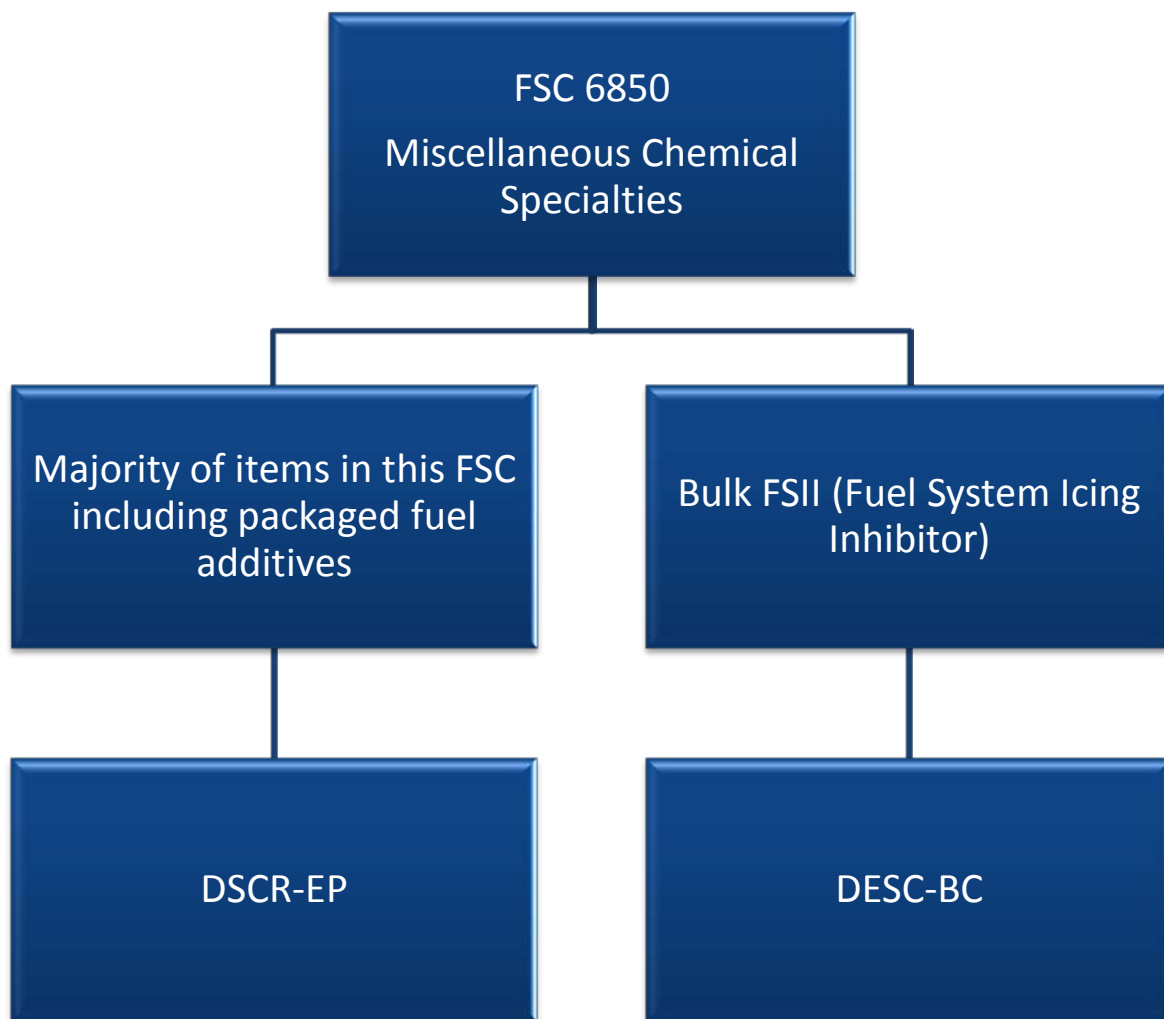 FSC 6850
Miscellaneous Chemical
Specialties
Majority of items in this FSC
including packaged fuel
additives
Bulk FSII (Fuel System Icing
Inhibitor)
DSCR-EP
DESC-BC